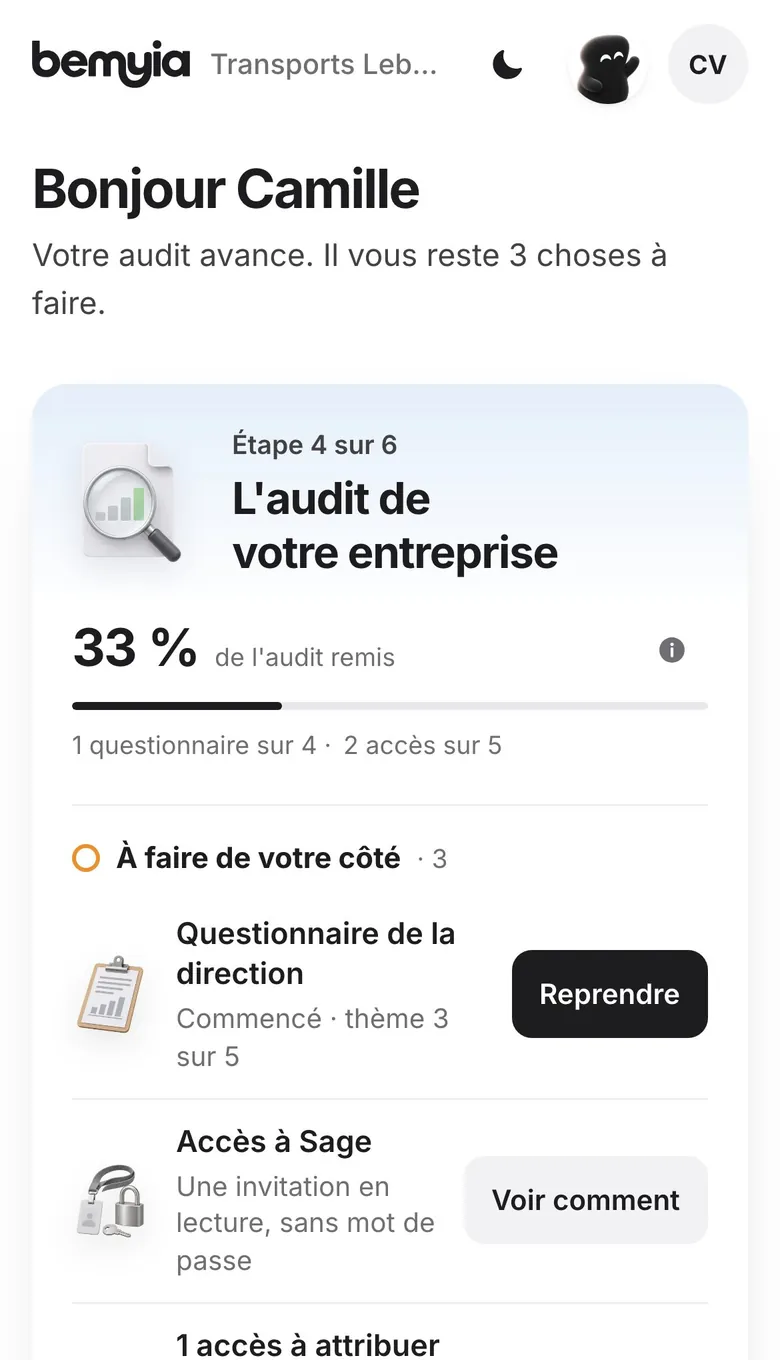 bemyia Transports Leb... CV
Bonjour Camille
Votre audit avance. Il vous reste 3 choses à
faire.
Étape 4 sur 6
L'audit de
votre entreprise
33 % de l'audit remis
1 questionnaire sur 4 · 2 accès sur 5
À faire de votre côté · 3
Questionnaire de la
direction
Commencé · thème 3
sur 5
Reprendre
Accès à Sage
Une invitation en
lecture, sans mot de
passe
Voir comment
1 accès à attribuer